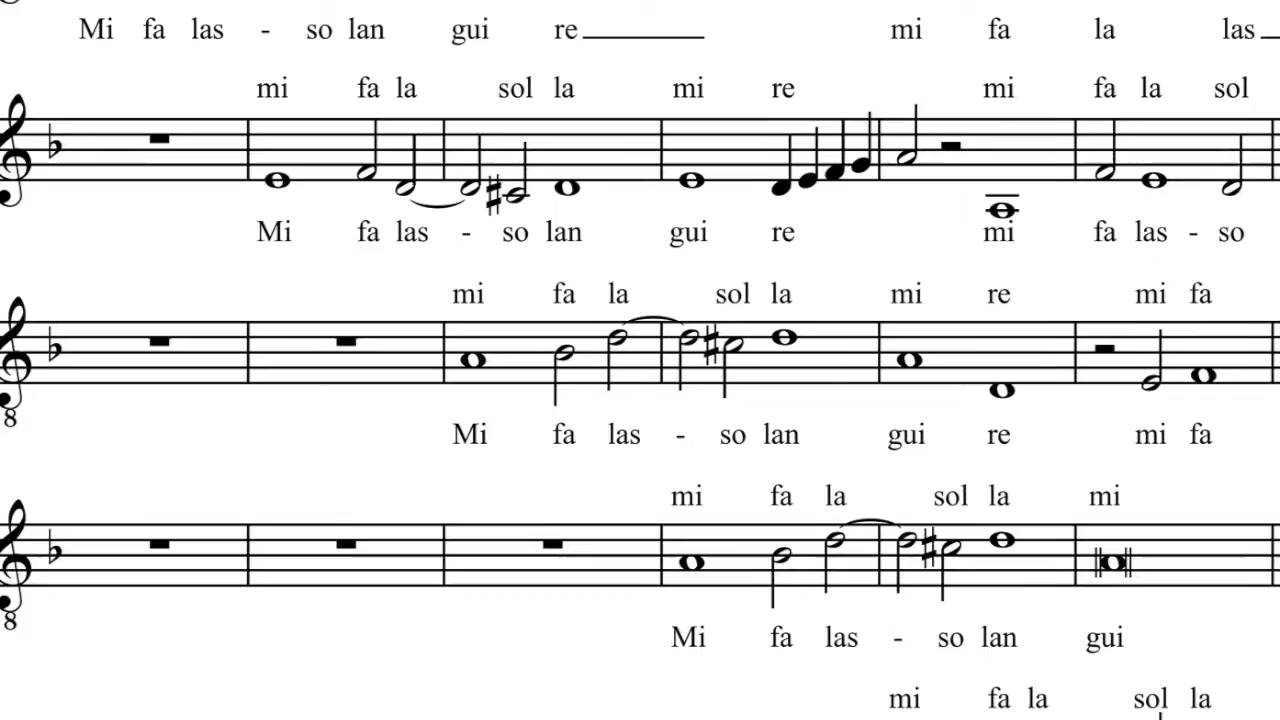 Mi fa las - so lan gui re mi fa la las
mi fa la sol la mi re mi fa la sol
Mi fa las - so lan gui re mi fa las - so
mi fa la sol la mi re mi fa
8
Mi fa las - so lan gui re mi fa
mi fa la sol la mi
8
Mi fa las - so lan gui
mi fa la sol la